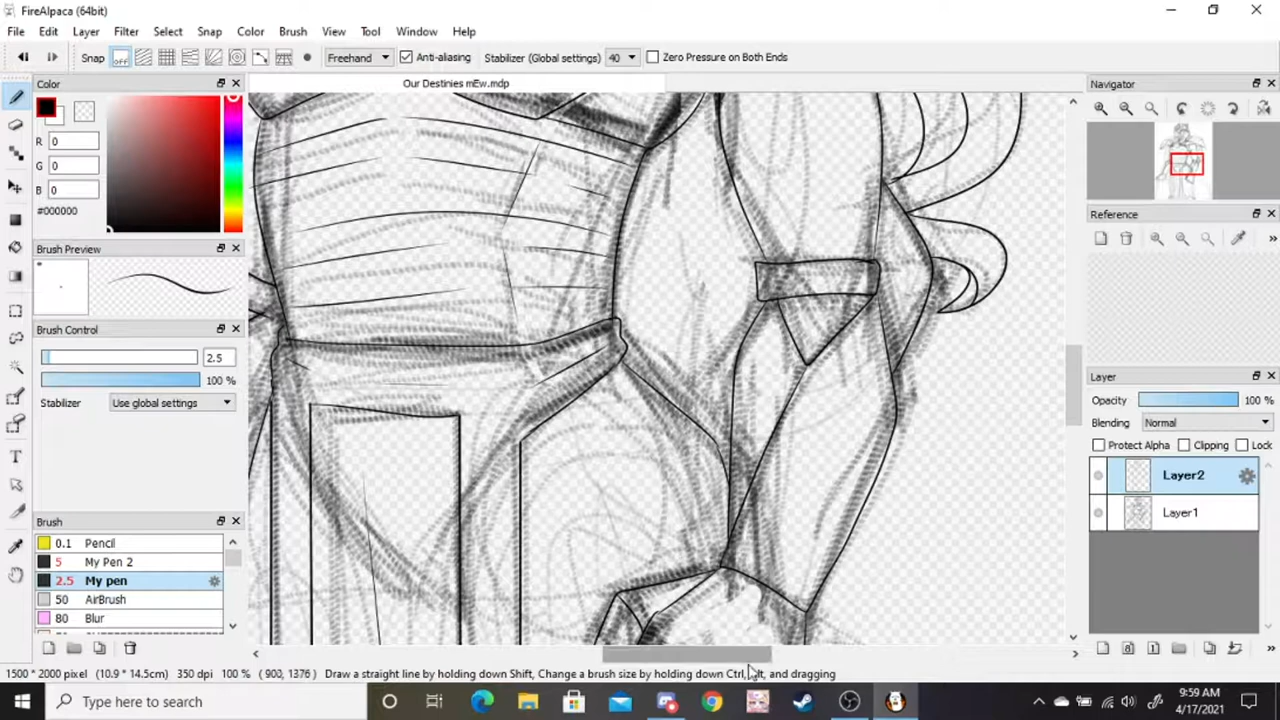 FireAlpaca (64bit)
File Edit Layer Filter Select Snap Color Brush View Tool Window Help
Snap off Freehand Anti-aliasing Stabilizer (Global settings) 40 Zero Pressure on Both Ends
Color
Our Destinies mEw.mdp
Navigator
R 0
G 0
B 0
#000000
Reference
Brush Preview
Brush Control
2.5
100 %
Stabilizer Use global settings
Layer
Opacity 100 %
Blending Normal
Protect Alpha Clipping Lock
Layer2
Layer1
Brush
0.1 Pencil
5 My Pen 2
2.5 My pen
50 AirBrush
80 Blur
1500 * 2000 pixel (10.9 * 14.5cm) 350 dpi 100 % ( 900, 1376 ) Draw a straight line by holding down Shift, Change a brush size by holding down Ctrl, Alt, and dragging
Type here to search
9:59 AM
4/17/2021